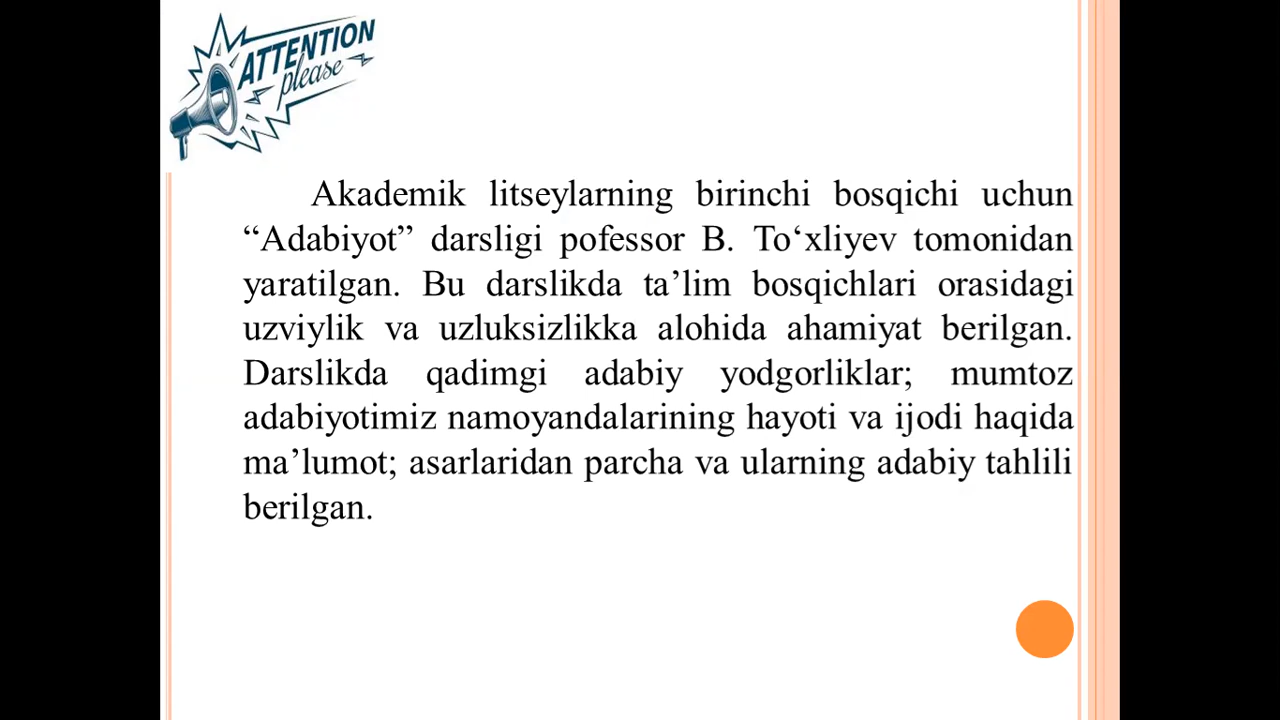 ATTENTION
please
Akademik litseylarning birinchi bosqichi uchun
“Adabiyot” darsligi pofessor B. To‘xliyev tomonidan
yaratilgan. Bu darslikda ta’lim bosqichlari orasidagi
uzviylik va uzluksizlikka alohida ahamiyat berilgan.
Darslikda qadimgi adabiy yodgorliklar; mumtoz
adabiyotimiz namoyandalarining hayoti va ijodi haqida
ma’lumot; asarlaridan parcha va ularning adabiy tahlili
berilgan.